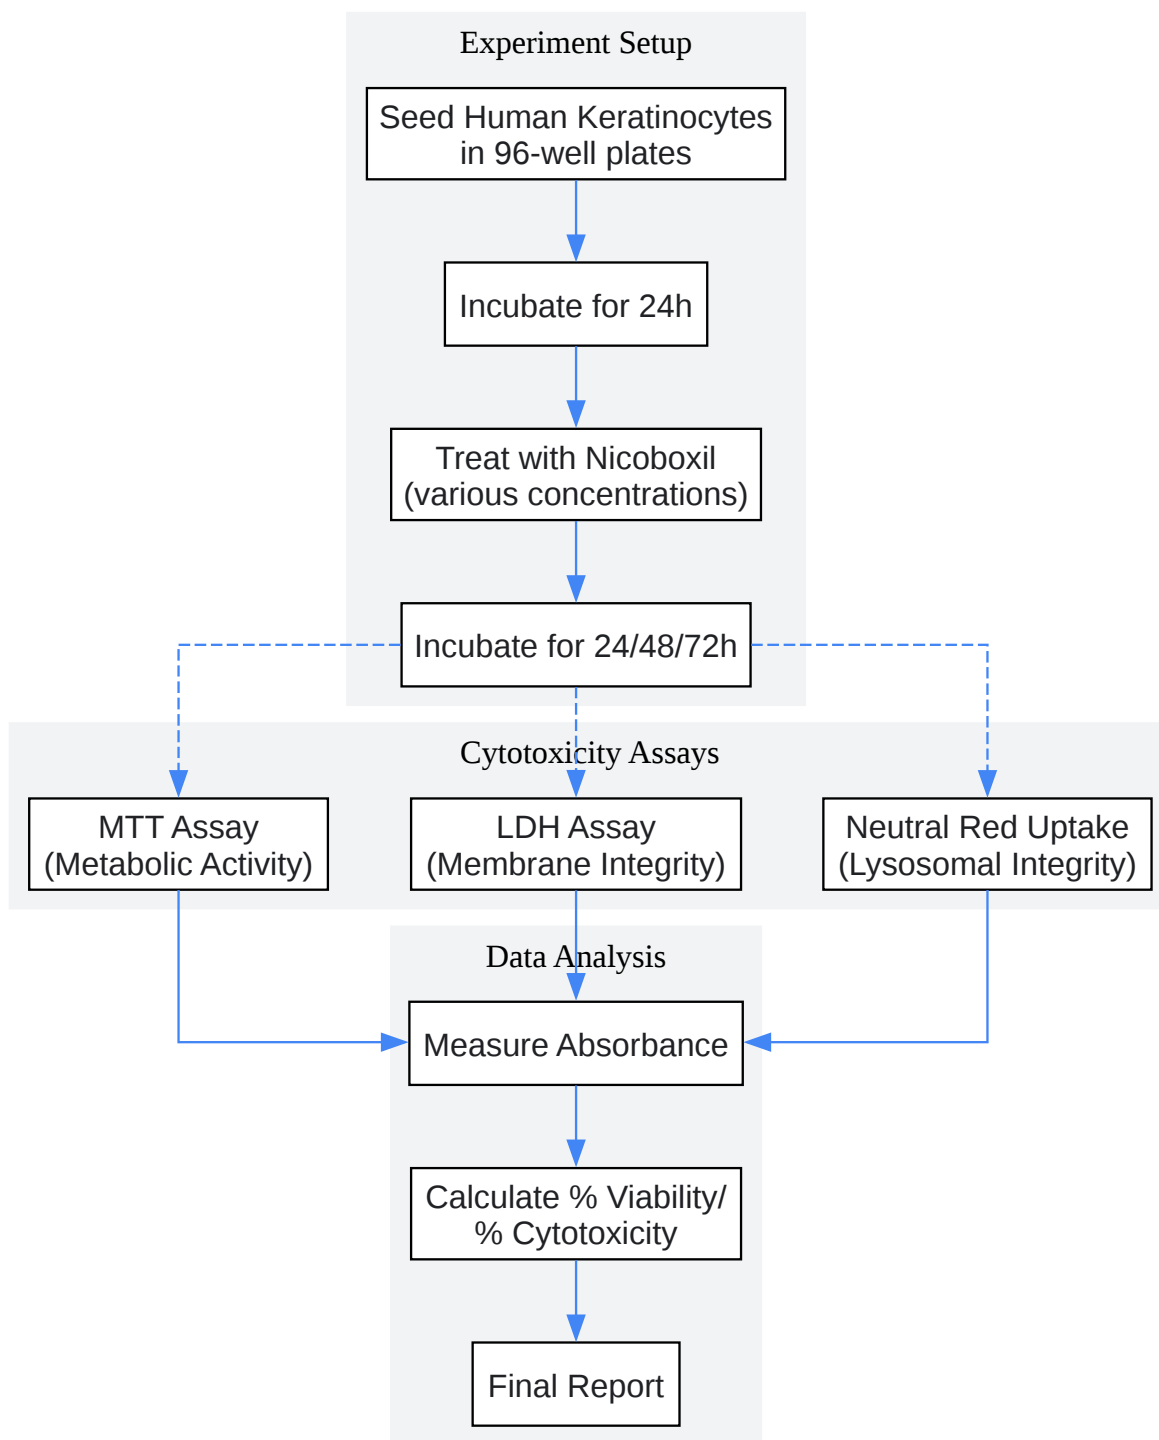 Experiment Setup
Seed Human Keratinocytes
in 96-well plates
Incubate for 24h
Treat with Nicoboxil
(various concentrations)
Incubate for 24/48/72h
Cytotoxicity Assays
MTT Assay
(Metabolic Activity)
LDH Assay
(Membrane Integrity)
Neutral Red Uptake
(Lysosomal Integrity)
Data Analysis
Measure Absorbance
Calculate % Viability/
% Cytotoxicity
Final Report